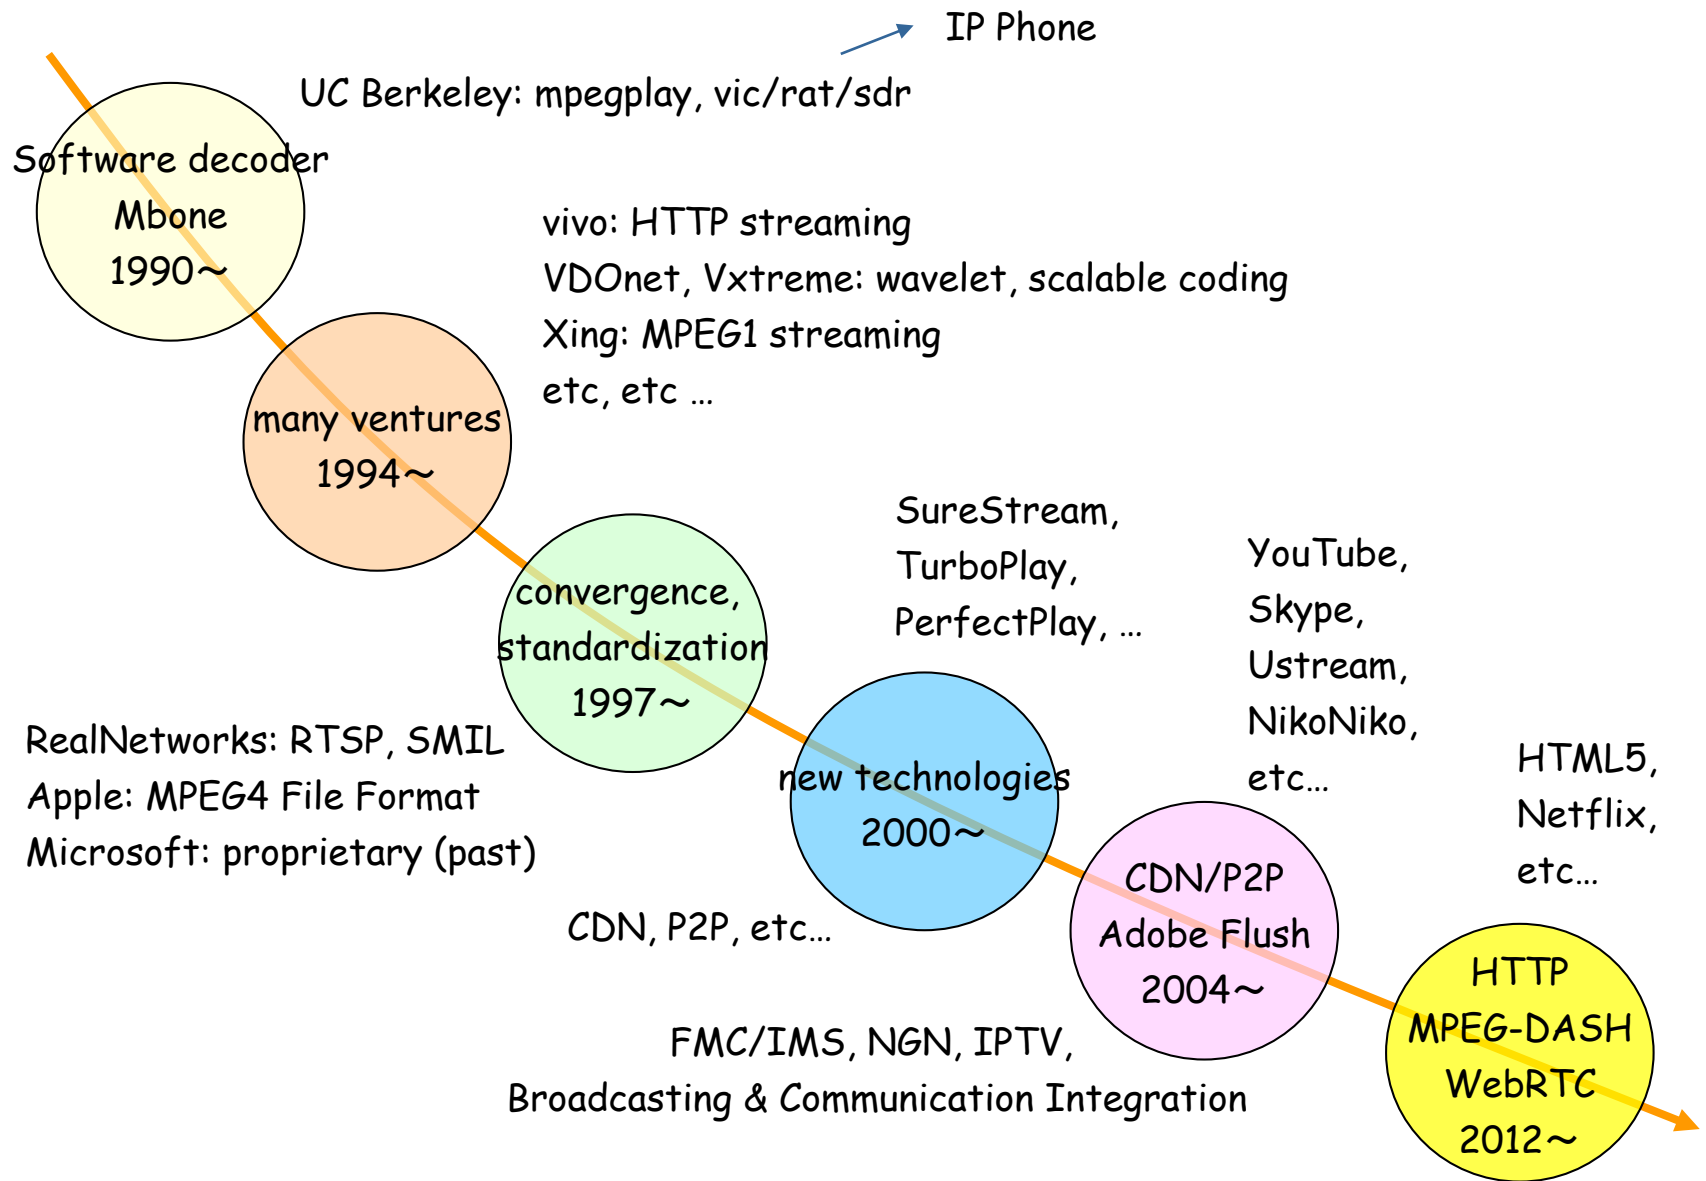 IP Phone
UC Berkeley: mpegplay, vic/rat/sdr
Software decoder
Mbone
1990～
vivo: HTTP streaming
VDOnet, Vxtreme: wavelet, scalable coding
Xing: MPEG1 streaming
etc, etc …
many ventures
1994～
convergence,
standardization
1997～
RealNetworks: RTSP, SMIL
Apple: MPEG4 File Format
Microsoft: proprietary (past)
SureStream,
TurboPlay,
PerfectPlay, …
new technologies
2000～
CDN, P2P, etc…
YouTube,
Skype,
Ustream,
NikoNiko,
etc…
CDN/P2P
Adobe Flush
2004～
FMC/IMS, NGN, IPTV,
Broadcasting & Communication Integration
HTML5,
Netflix,
etc…
HTTP
MPEG-DASH
WebRTC
2012～